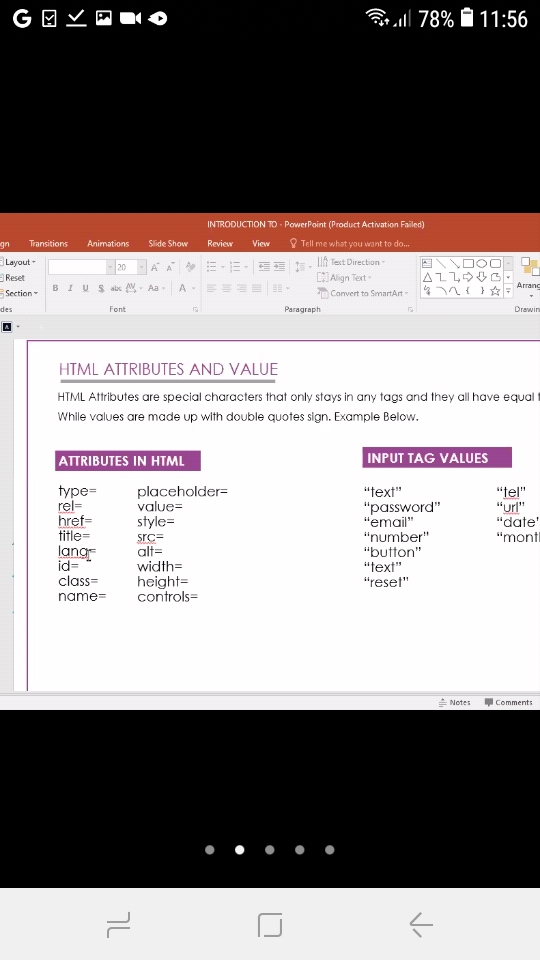 78% 11:56
INTRODUCTION TO - PowerPoint (Product Activation Failed)
gn Transitions Animations Slide Show Review View Tell me what you want to do...
Layout
Reset
Section
20
Text Direction
Align Text
Convert to SmartArt
Arrang
B I U S abc AV Aa A
des Font Paragraph Drawin
HTML ATTRIBUTES AND VALUE
HTML Attributes are special characters that only stays in any tags and they all have equal t
While values are made up with double quotes sign. Example Below.
ATTRIBUTES IN HTML
type=
rel=
href=
title=
lang=
id=
class=
name=
placeholder=
value=
style=
src=
alt=
width=
height=
controls=
INPUT TAG VALUES
“text”
“password”
“email”
“number”
“button”
“text”
“reset”
“tel”
“url”
“date”
“mont
Notes Comments